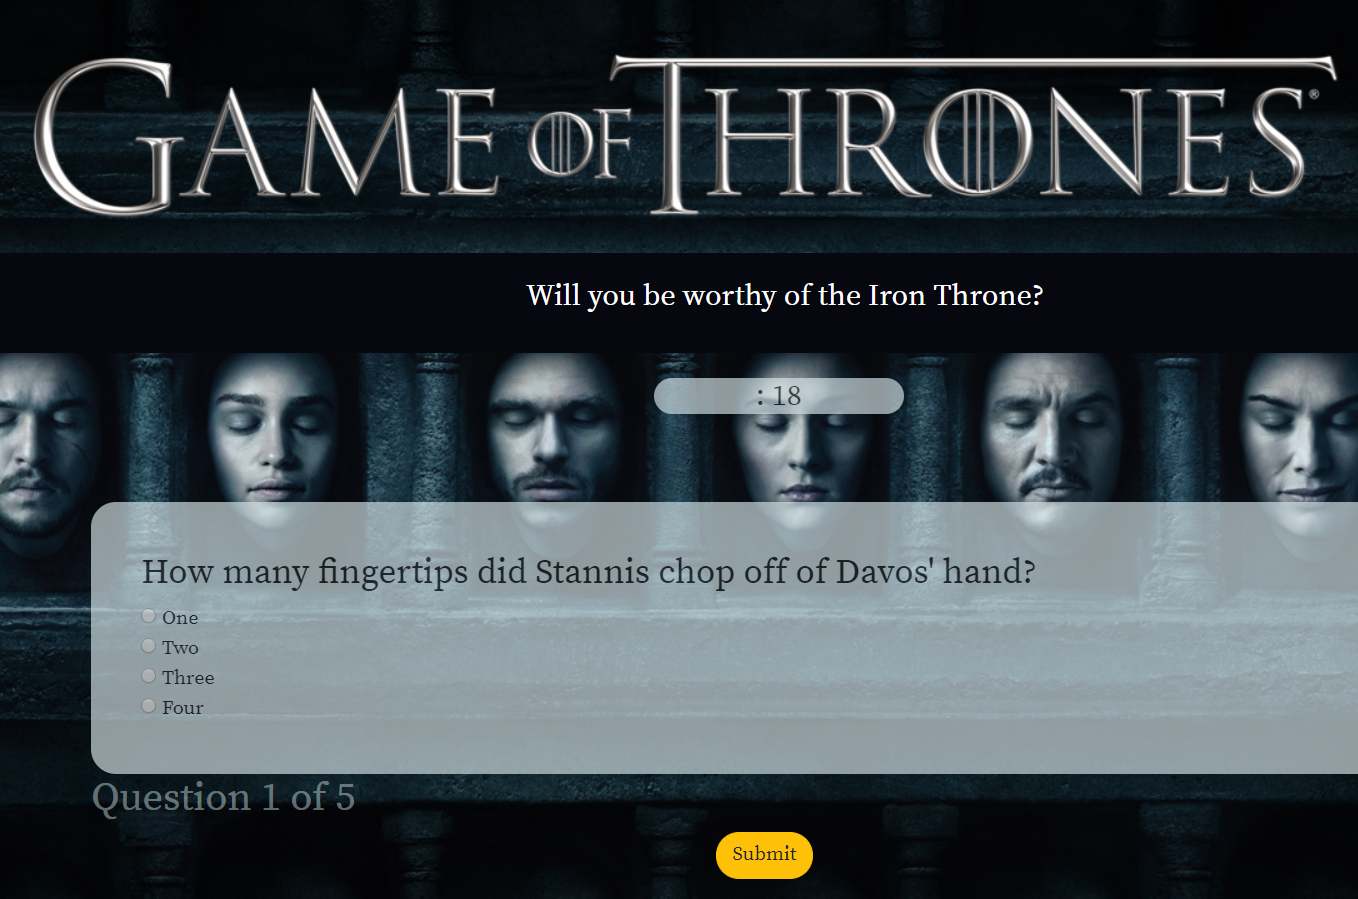 GAME OF THRONES®
Will you be worthy of the Iron Throne?
: 18
How many fingertips did Stannis chop off of Davos' hand?
One
Two
Three
Four
Question 1 of 5
Submit